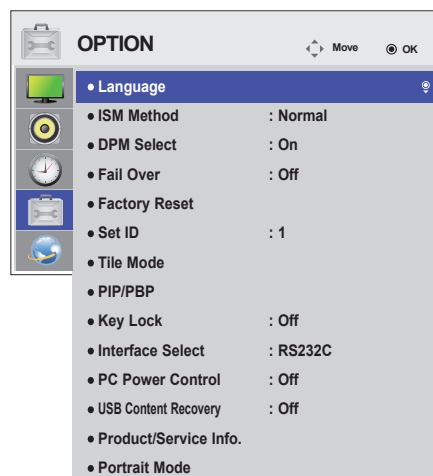 OPTION Move OK
• Language
• ISM Method : Normal
• DPM Select : On
• Fail Over : Off
• Factory Reset
• Set ID : 1
• Tile Mode
• PIP/PBP
• Key Lock : Off
• Interface Select : RS232C
• PC Power Control : Off
• USB Content Recovery : Off
• Product/Service Info.
• Portrait Mode